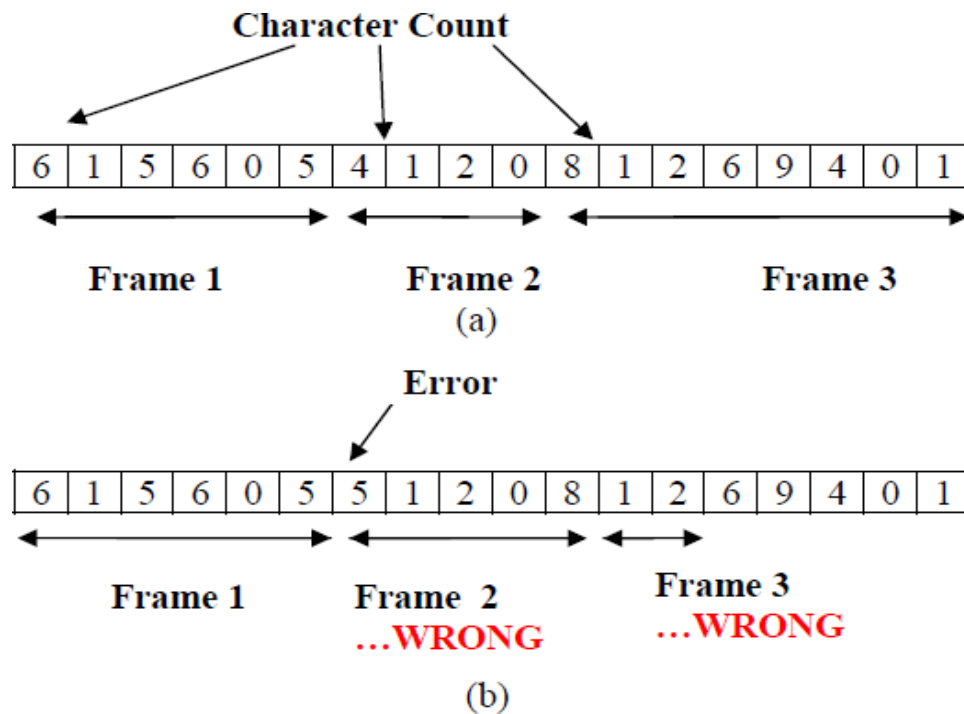 Character Count
6 1 5 6 0 5 4 1 2 0 8 1 2 6 9 4 0 1
Frame 1 Frame 2 Frame 3
(a)
Error
6 1 5 6 0 5 5 1 2 0 8 1 2 6 9 4 0 1
Frame 1 Frame 2 Frame 3
...WRONG ...WRONG
(b)